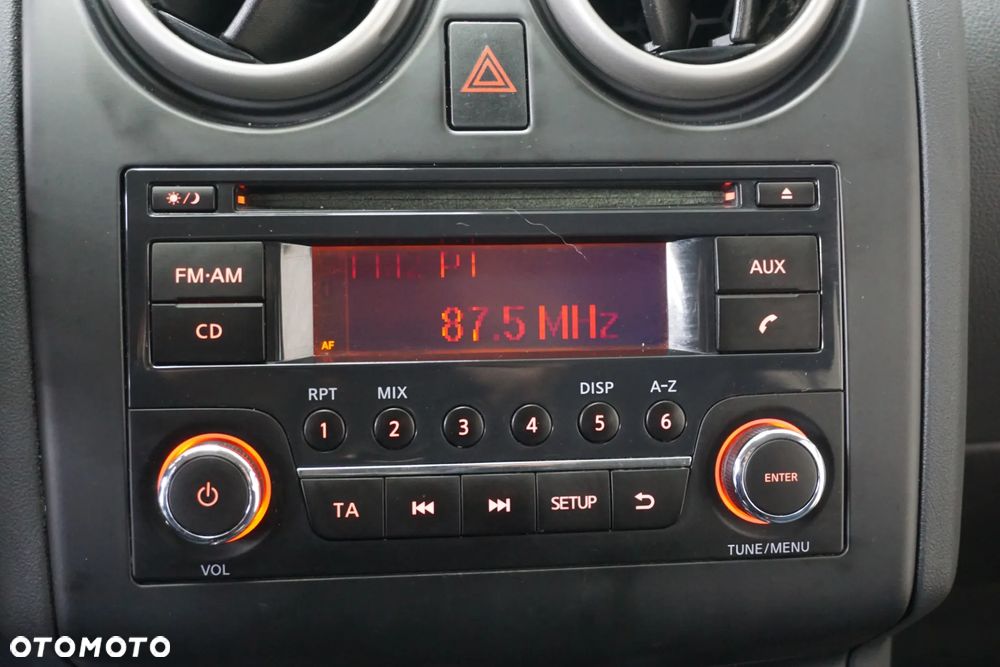 FM·AM
AUX
CD
87.5 MHz
AF
RPT MIX DISP A-Z
1 2 3 4 5 6
ENTER
TA SETUP
VOL
TUNE/MENU
OTOMOTO